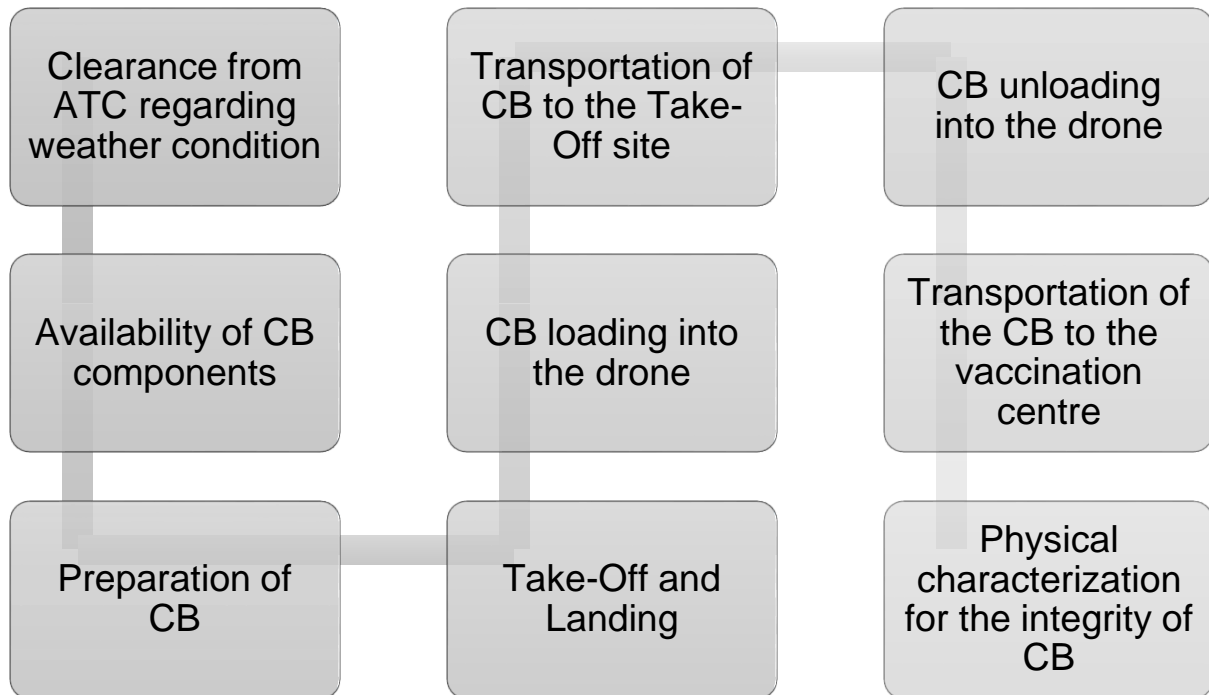 Clearance from
ATC regarding
weather condition
Availability of CB
components
Preparation of
CB
Take-Off and
Landing
CB loading into
the drone
Transportation of
CB to the Take-
Off site
CB unloading
into the drone
Transportation of
the CB to the
vaccination
centre
Physical
characterization
for the integrity of
CB